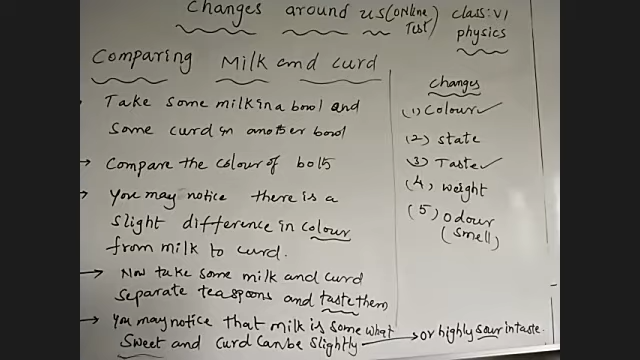 Changes around us (ONline Test) class: VI
physics
Comparing Milk and curd
Take some milk in a bowl and
some curd in another bowl
→ Compare the colour of both
→ You may notice there is a
slight difference in colour
from milk to curd.
→ Now take some milk and curd
separate teaspoons and taste them
→ You may notice that milk is some what
sweet and curd can be slightly → or highly sour in taste.
Changes
(1) Colour ✓
(2) state
(3) Taste ✓
(4) weight
(5) odour
(smell)